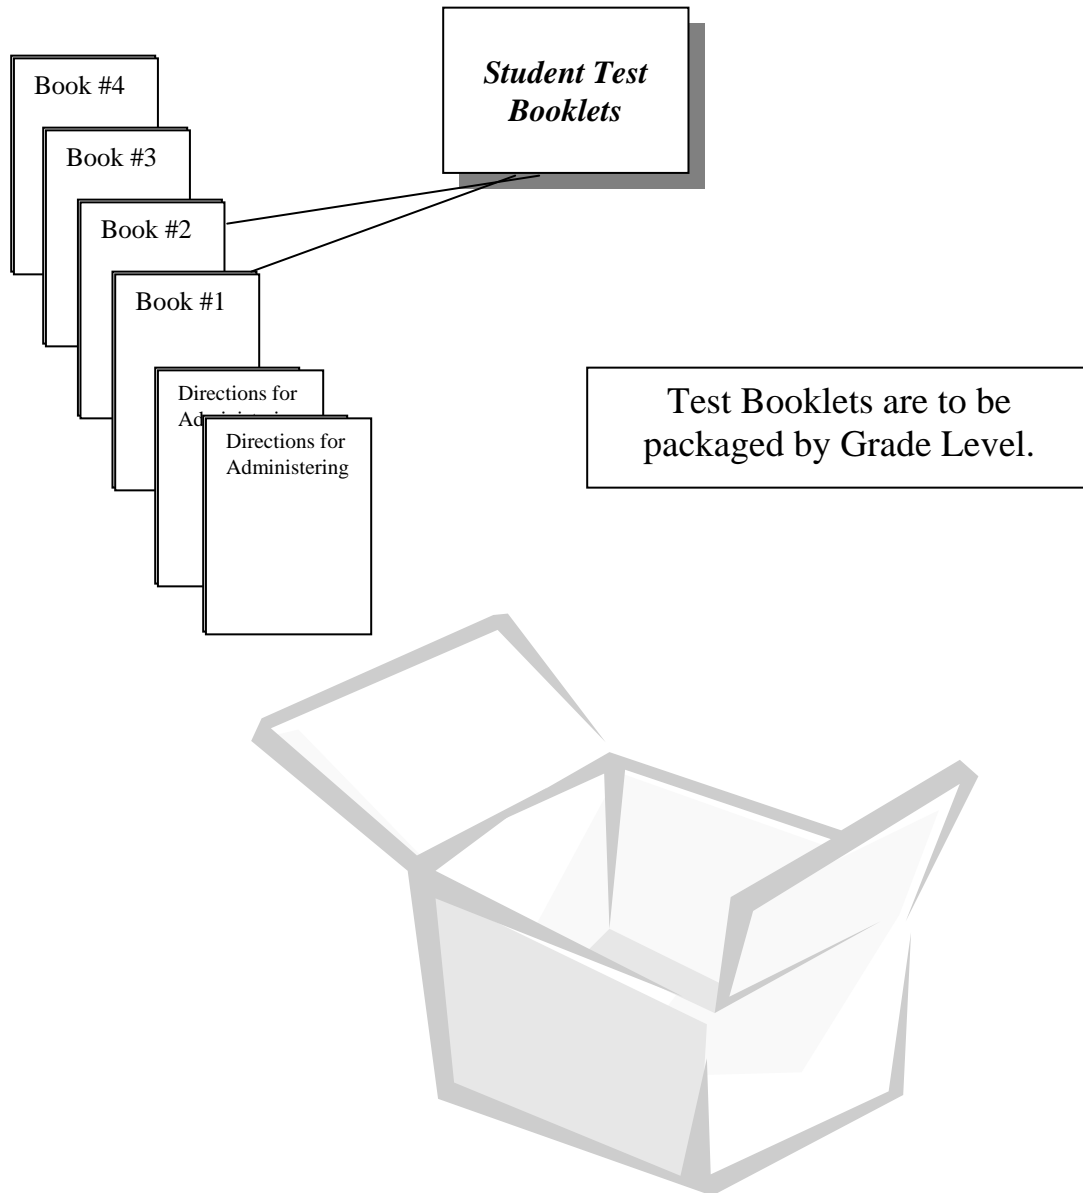 Student Test
Booklets
Book #4
Book #3
Book #2
Book #1
Directions for
Directions for
Administering
Test Booklets are to be
packaged by Grade Level.